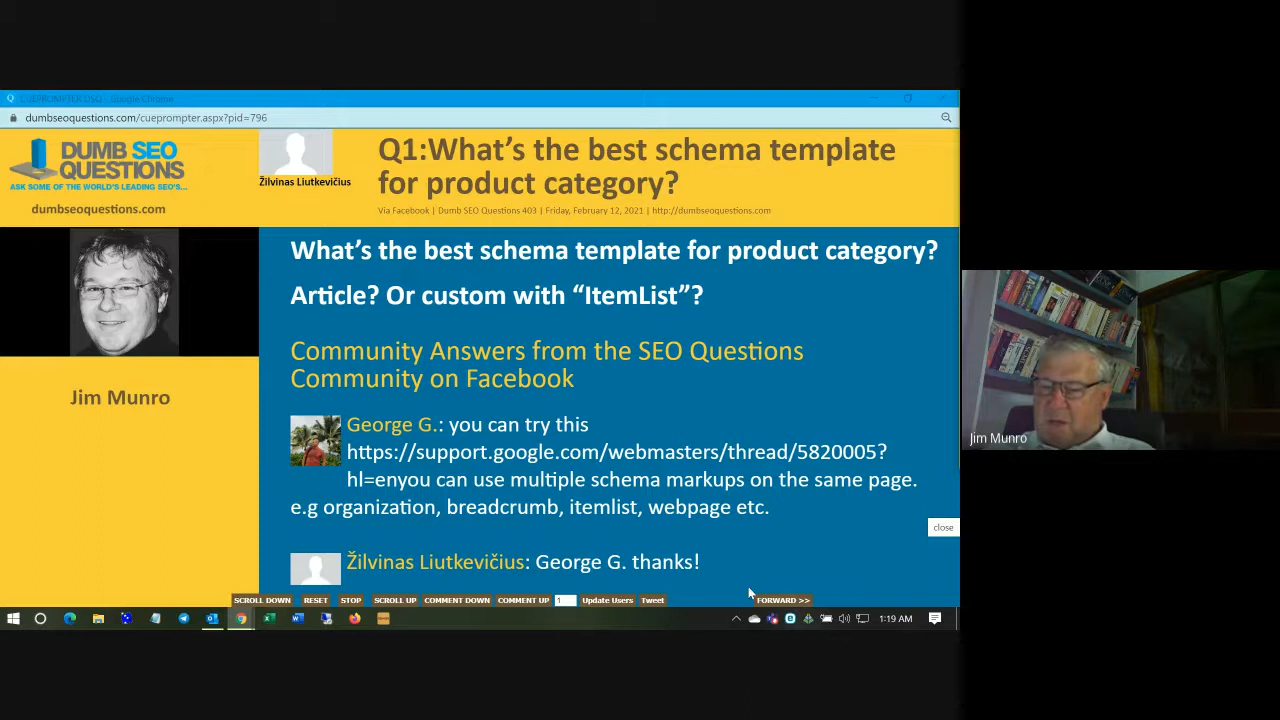 CUEPROMPTER DSQ - Google Chrome
dumbseoquestions.com/cueprompter.aspx?pid=796
DUMB SEO
QUESTIONS
ASK SOME OF THE WORLD'S LEADING SEO'S...
dumbseoquestions.com
Žilvinas Liutkevičius
Q1:What’s the best schema template
for product category?
Via Facebook | Dumb SEO Questions 403 | Friday, February 12, 2021 | http://dumbseoquestions.com
Jim Munro
What’s the best schema template for product category?
Article? Or custom with “ItemList”?
Community Answers from the SEO Questions
Community on Facebook
George G.: you can try this
https://support.google.com/webmasters/thread/5820005?
hl=enyou can use multiple schema markups on the same page.
e.g organization, breadcrumb, itemlist, webpage etc.
close
Žilvinas Liutkevičius: George G. thanks!
SCROLL DOWN RESET STOP SCROLL UP COMMENT DOWN COMMENT UP 1 Update Users Tweet FORWARD >>
1:19 AM
Jim Munro